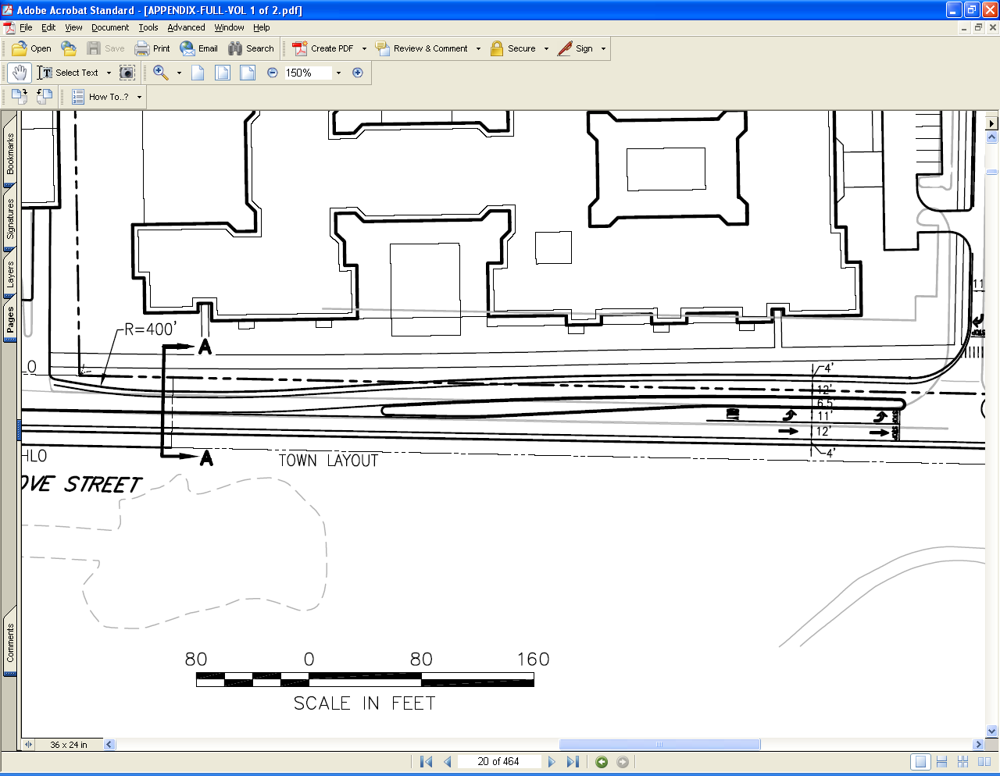 Adobe Acrobat Standard - [APPENDIX-FULL-VOL 1 of 2.pdf]
File Edit View Document Tools Advanced Window Help
Open Save Print Email Search Create PDF Review & Comment Secure Sign
Select Text 150%
How To..?
Bookmarks
Signatures
Layers
Pages
Comments
R=400'
A
A
TOWN LAYOUT
HLO
OVE STREET
4'
12'
6.5'
11'
12'
4'
11
STOP
STOP STOP
80 0 80 160
SCALE IN FEET
36 x 24 in
20 of 464